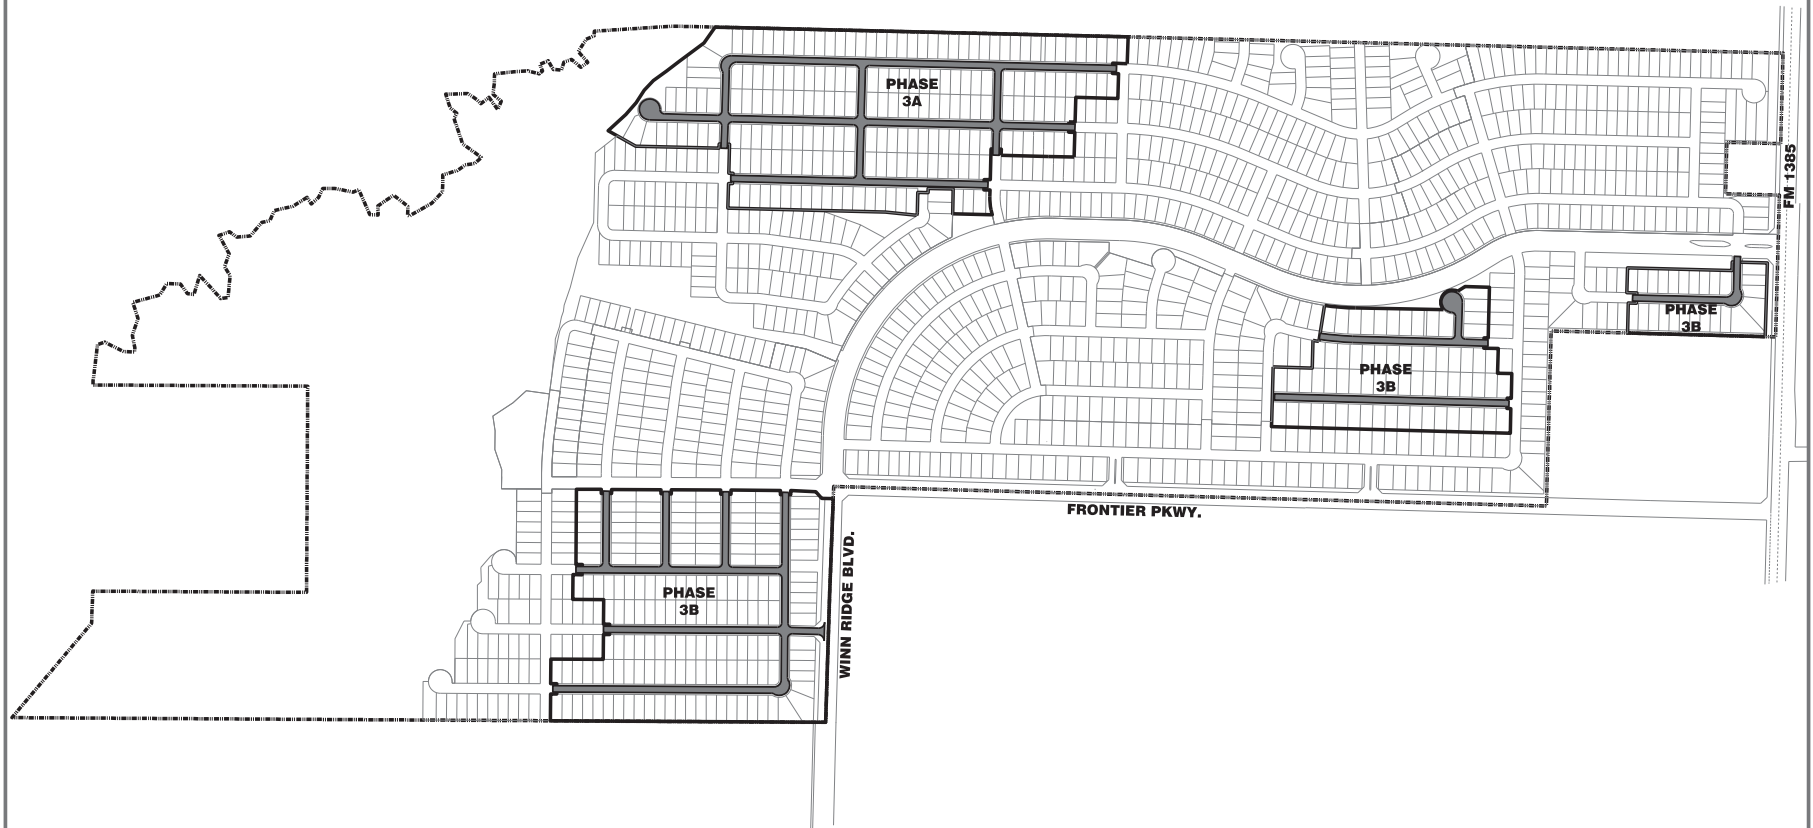 PHASE
3A
FM 1385
PHASE
3B
PHASE
3B
FRONTIER PKWY.
WINN RIDGE BLVD.
PHASE
3B